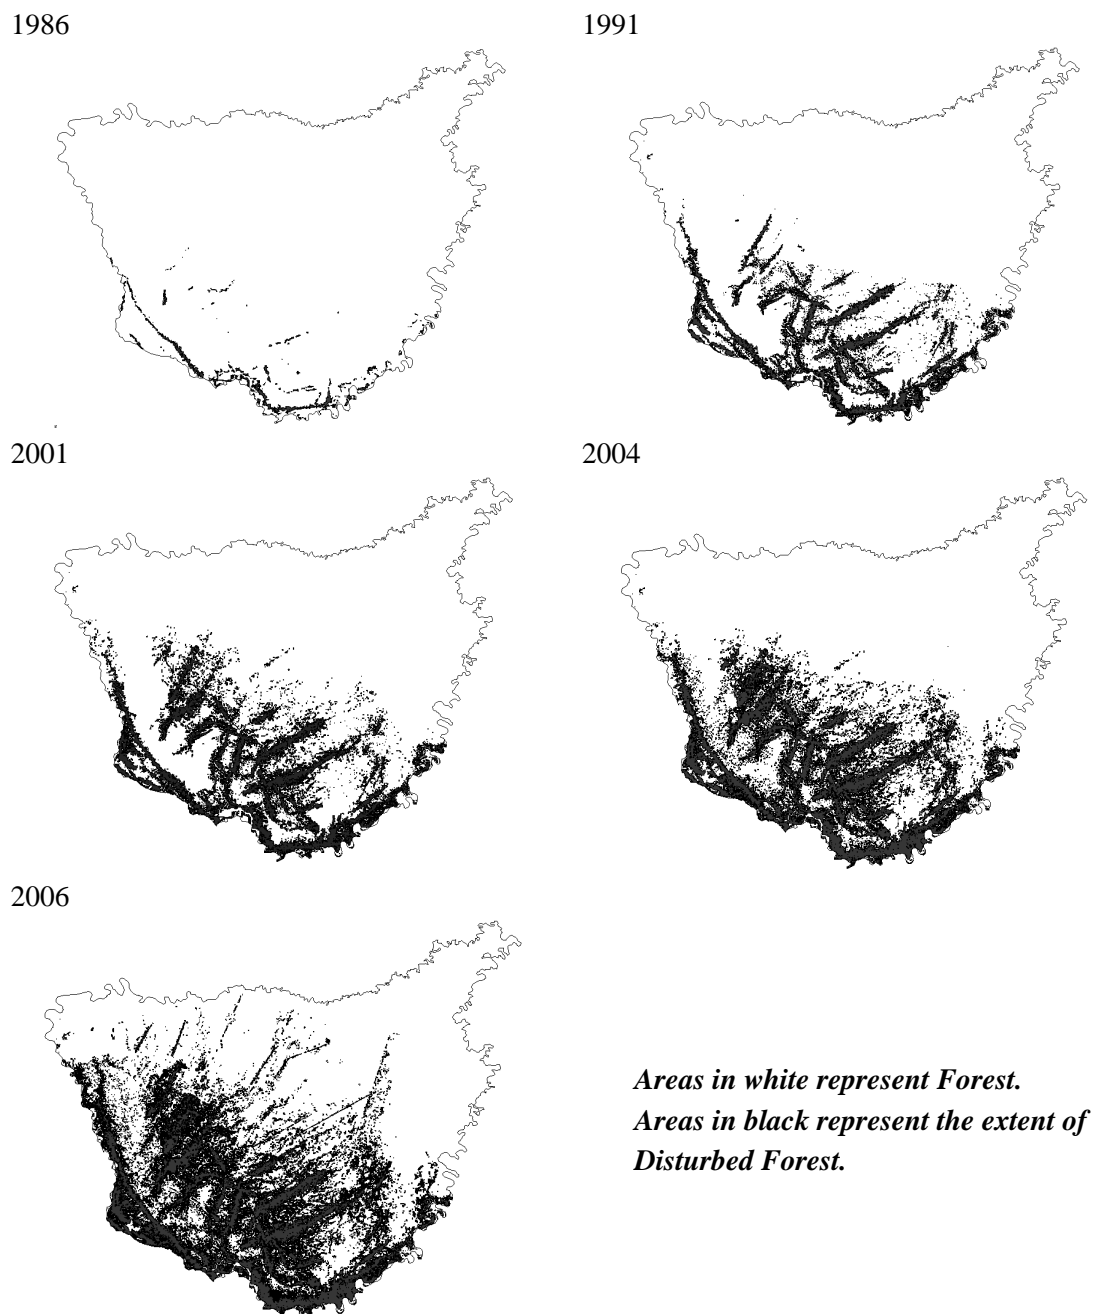 1986
1991
2001
2004
2006
Areas in white represent Forest.
Areas in black represent the extent of
Disturbed Forest.